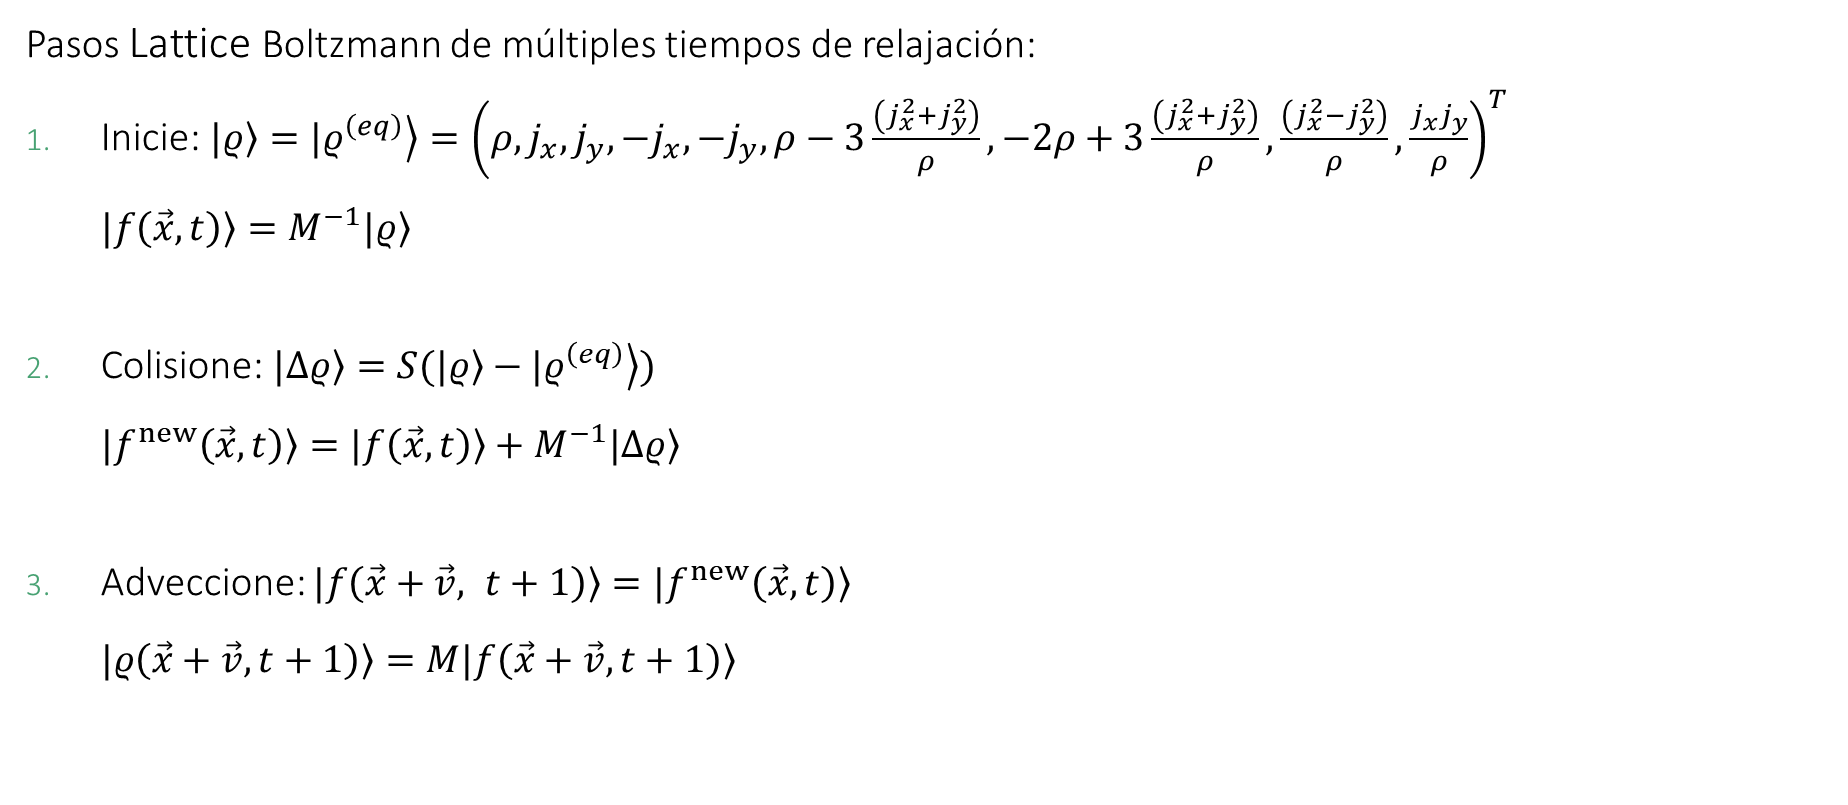 Pasos Lattice Boltzmann de múltiples tiempos de relajación:
1. Inicie: |ϱ⟩ = |ϱ^(eq)⟩ = (ρ, j_x, j_y, −j_x, −j_y, ρ − 3 (j_x^2+j_y^2)/ρ, −2ρ + 3 (j_x^2+j_y^2)/ρ, (j_x^2−j_y^2)/ρ, j_x j_y/ρ)^T
|f(x⃗, t)⟩ = M^−1|ϱ⟩
2. Colisione: |Δϱ⟩ = S(|ϱ⟩ − |ϱ^(eq)⟩)
|f^new(x⃗, t)⟩ = |f(x⃗, t)⟩ + M^−1|Δϱ⟩
3. Adveccione: |f(x⃗ + v⃗, t + 1)⟩ = |f^new(x⃗, t)⟩
|ϱ(x⃗ + v⃗, t + 1)⟩ = M|f(x⃗ + v⃗, t + 1)⟩